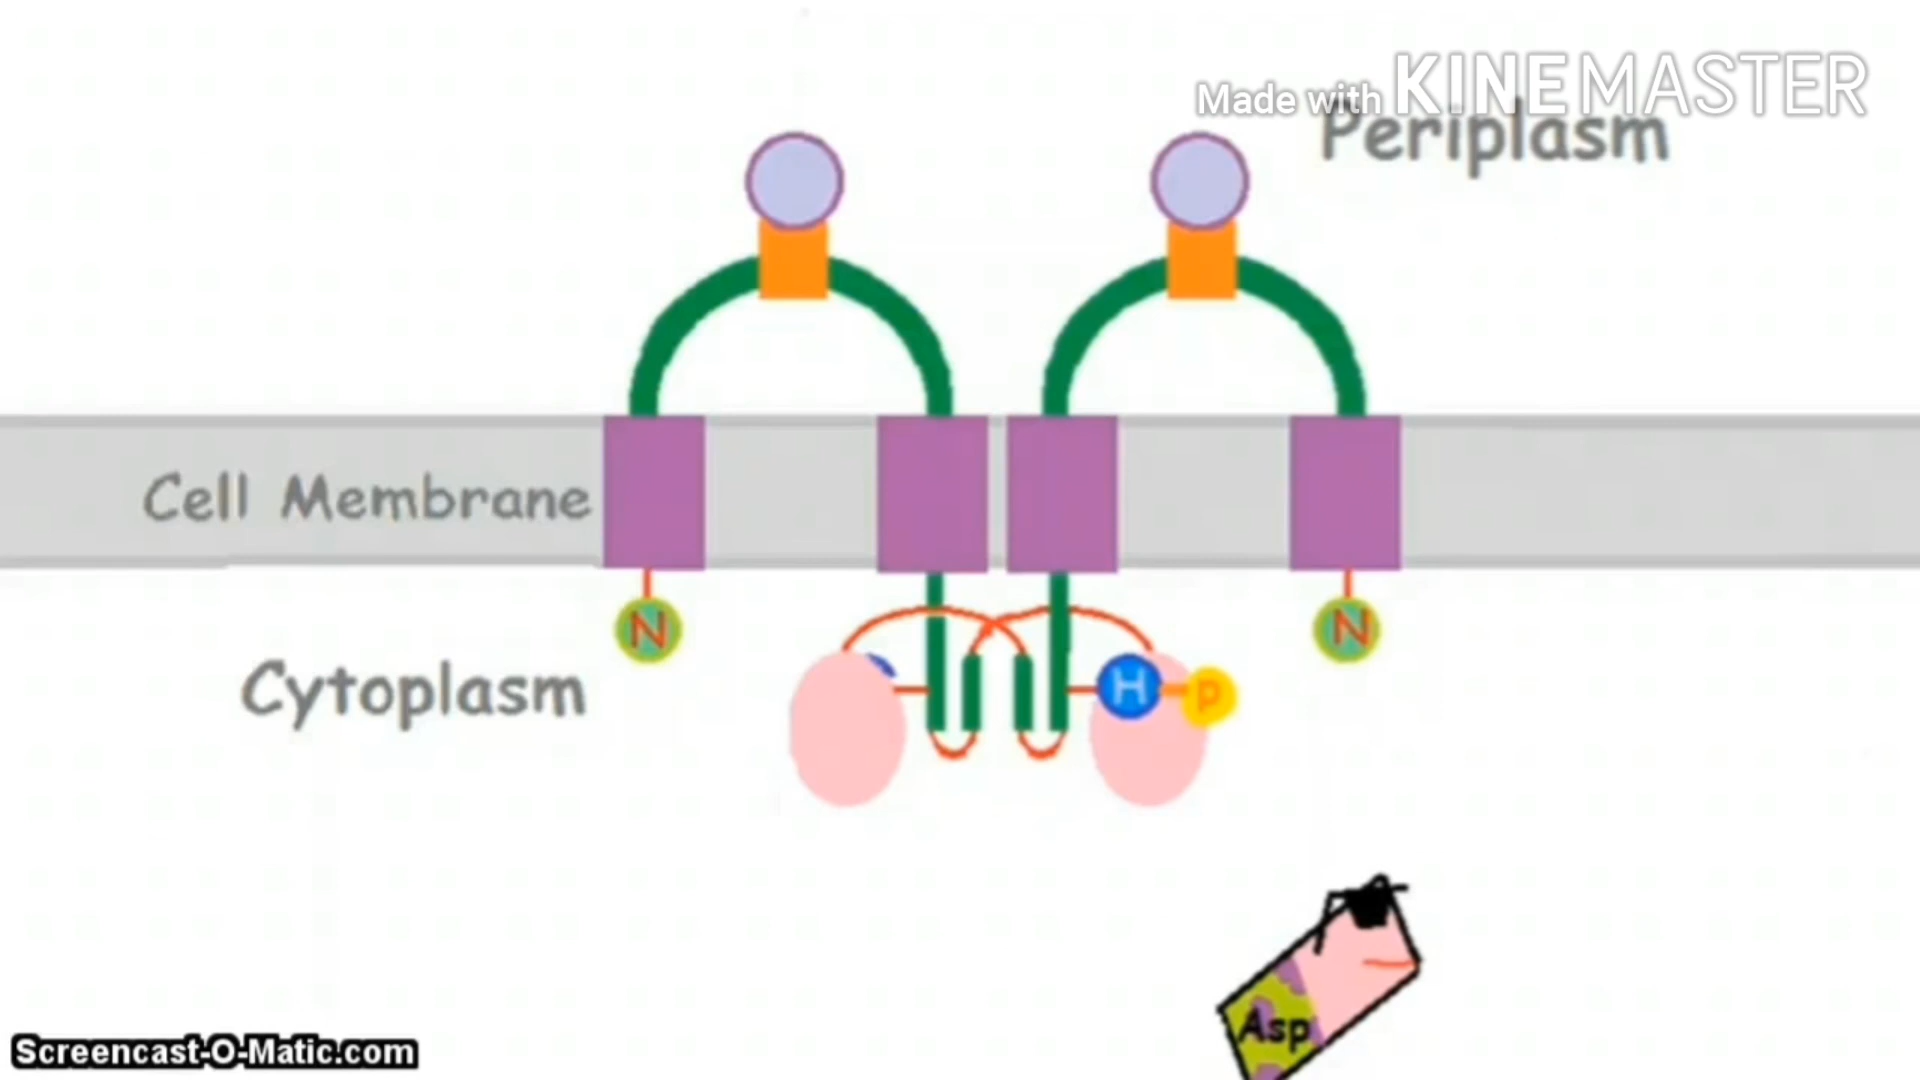 Made with KINEMASTER
Periplasm
Cell Membrane
N
N
H
P
Cytoplasm
Asp
Screencast-O-Matic.com